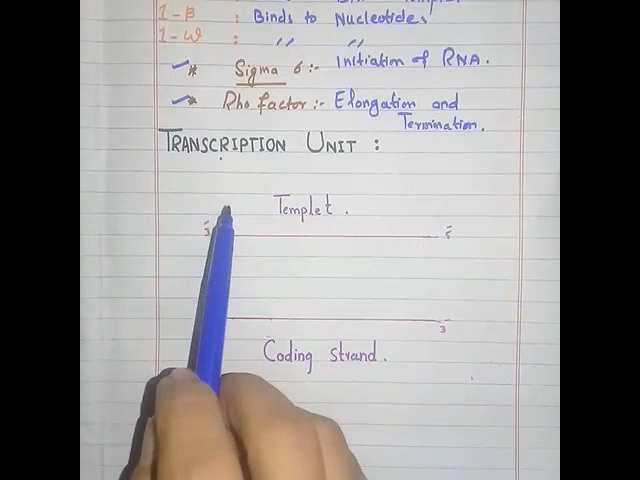 1-β : Binds to Nucleotides
1-ω : " "
* Sigma σ :- Initiation of RNA.
* Rho factor :- Elongation and
Termination.
TRANSCRIPTION UNIT :
Templet .
3' 5'
3
Coding strand .